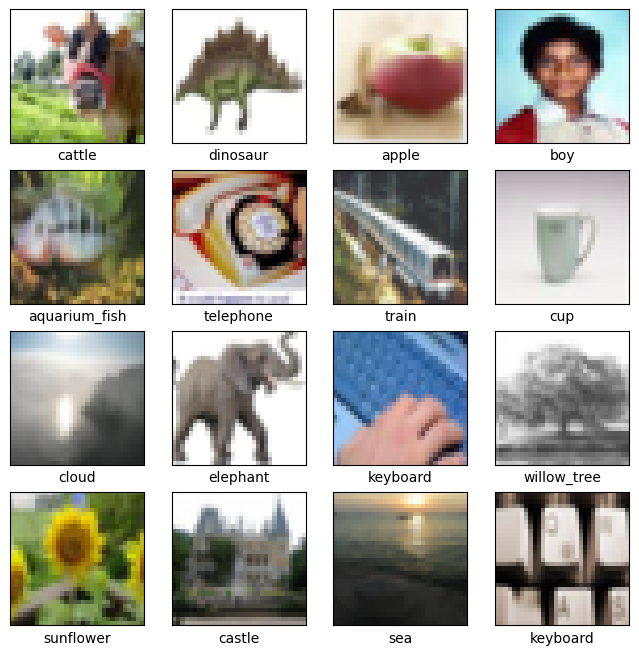 cattle
dinosaur
apple
boy
aquarium_fish
telephone
train
cup
cloud
elephant
keyboard
willow_tree
sunflower
castle
sea
keyboard